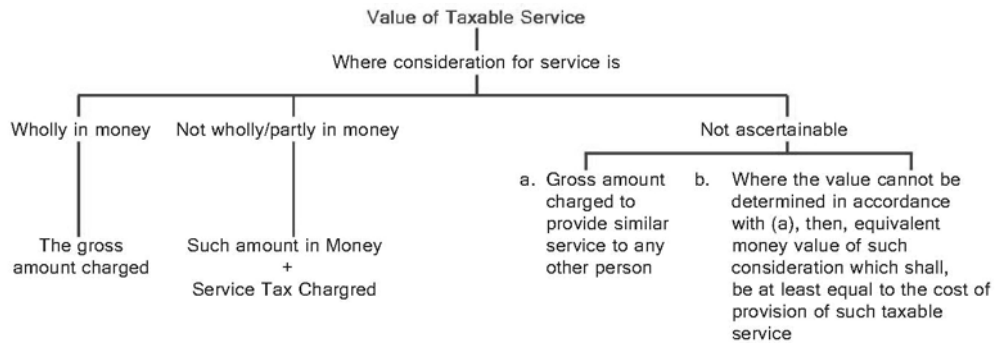 Value of Taxable Service
Where consideration for service is
Wholly in money
Not wholly/partly in money
Not ascertainable
The gross
amount charged
Such amount in Money
+
Service Tax Chargred
a. Gross amount
charged to
provide similar
service to any
other person
b. Where the value cannot be
determined in accordance
with (a), then, equivalent
money value of such
consideration which shall,
be at least equal to the cost of
provision of such taxable
service